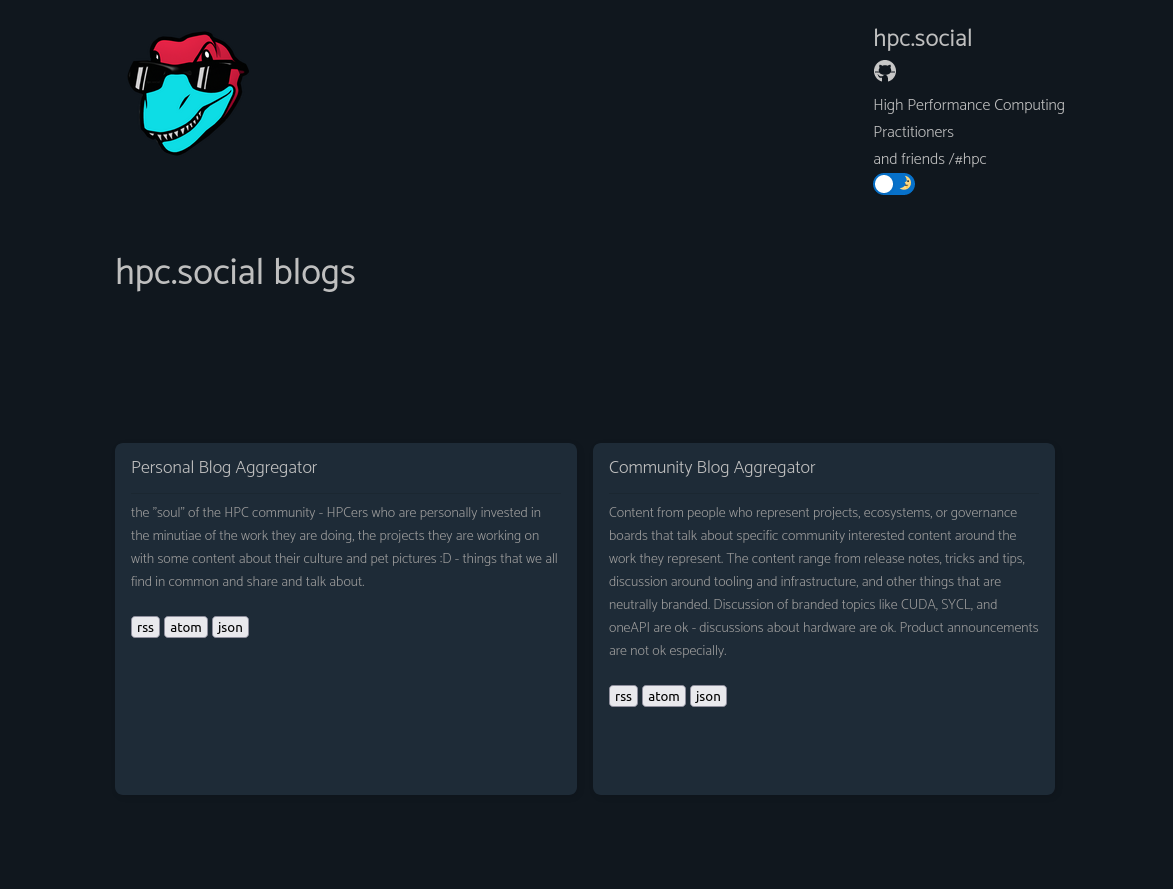 hpc.social
High Performance Computing
Practitioners
and friends /#hpc
hpc.social blogs
Personal Blog Aggregator
the "soul" of the HPC community - HPCers who are personally invested in
the minutiae of the work they are doing, the projects they are working on
with some content about their culture and pet pictures :D - things that we all
find in common and share and talk about.
rss atom json
Community Blog Aggregator
Content from people who represent projects, ecosystems, or governance
boards that talk about specific community interested content around the
work they represent. The content range from release notes, tricks and tips,
discussion around tooling and infrastructure, and other things that are
neutrally branded. Discussion of branded topics like CUDA, SYCL, and
oneAPI are ok - discussions about hardware are ok. Product announcements
are not ok especially.
rss atom json